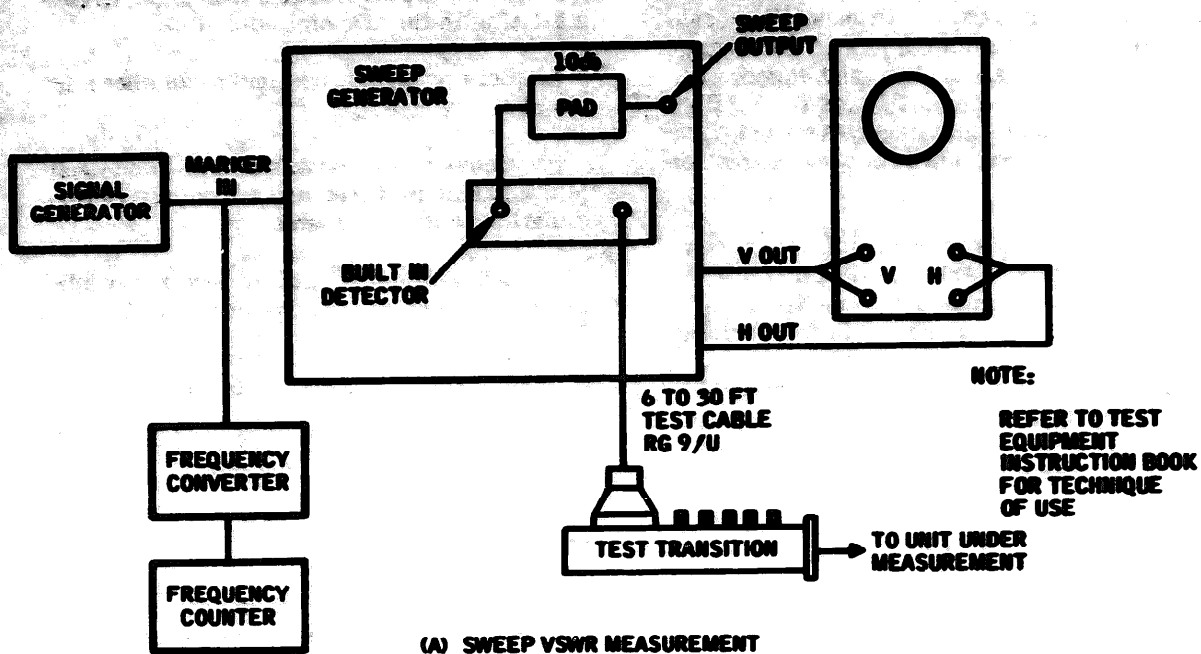 SWEEP
OUTPUT
SWEEP
GENERATOR
10db
PAD
SIGNAL
GENERATOR
MARKER
IN
BUILT IN
DETECTOR
V OUT
V H
H OUT
NOTE:
REFER TO TEST
EQUIPMENT
INSTRUCTION BOOK
FOR TECHNIQUE
OF USE
6 TO 30 FT
TEST CABLE
RG 9/U
FREQUENCY
CONVERTER
TEST TRANSITION
TO UNIT UNDER
MEASUREMENT
FREQUENCY
COUNTER
(A) SWEEP VSWR MEASUREMENT